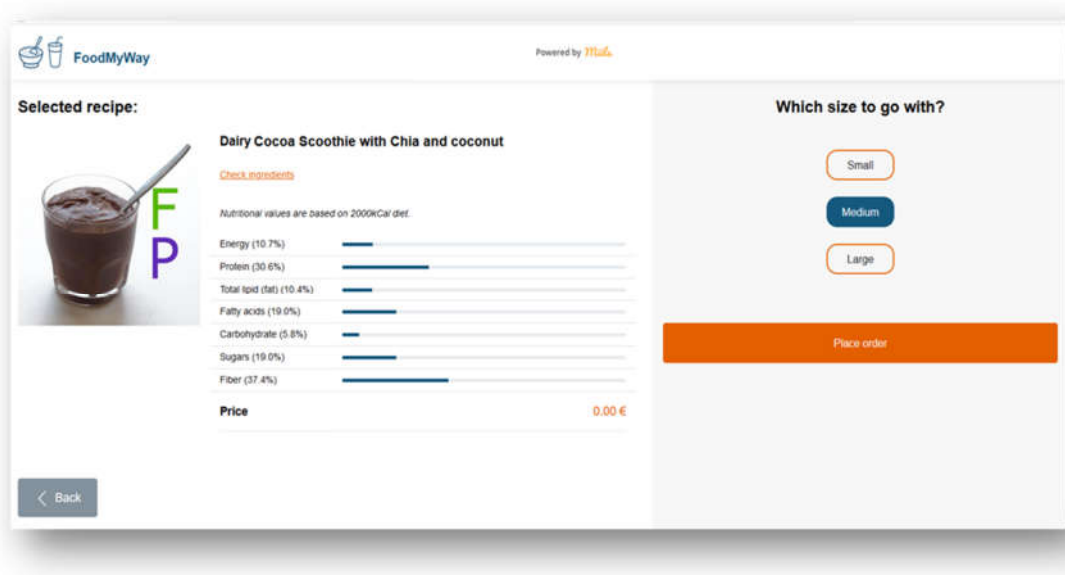 FoodMyWay
Powered by
Selected recipe:
Dairy Cocoa Scoothie with Chia and coconut
Check ingredients
Nutritional values are based on 2000kCal diet.
Energy (10.7%)
Protein (30.6%)
Total lipid (fat) (10.4%)
Fatty acids (19.0%)
Carbohydrate (5.8%)
Sugars (19.0%)
Fiber (37.4%)
Price 0.00 €
F
P
Back
Which size to go with?
Small
Medium
Large
Place order